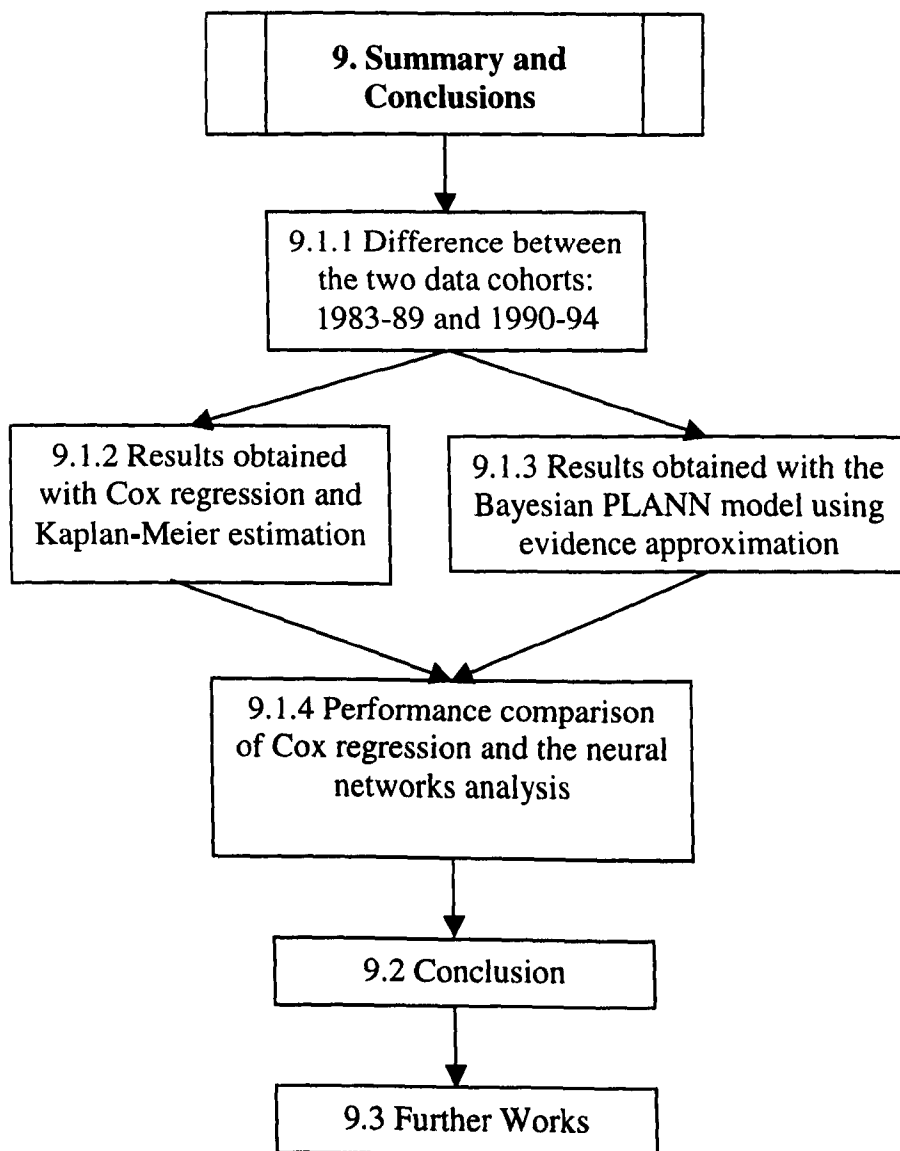 9. Summary and
Conclusions
9.1.1 Difference between
the two data cohorts:
1983-89 and 1990-94
9.1.2 Results obtained
with Cox regression and
Kaplan-Meier estimation
9.1.3 Results obtained with the
Bayesian PLANN model using
evidence approximation
9.1.4 Performance comparison
of Cox regression and the neural
networks analysis
9.2 Conclusion
9.3 Further Works